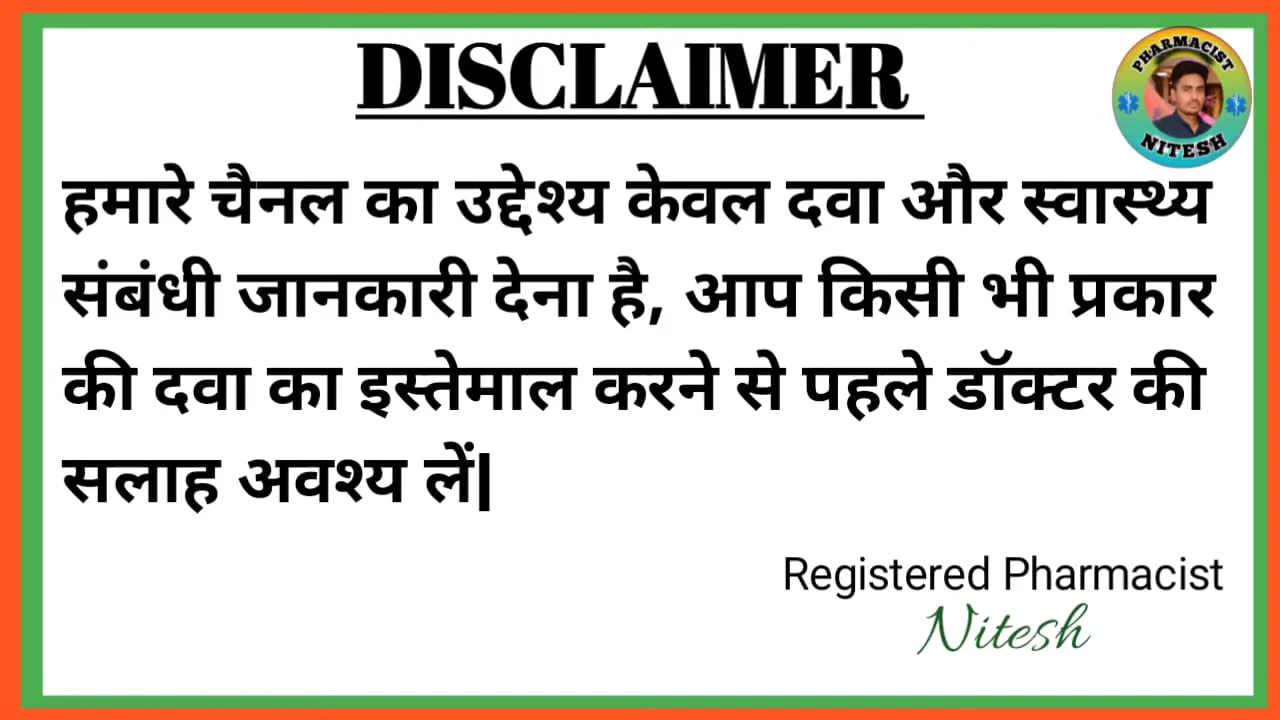 DISCLAIMER
PHARMACIST
NITESH
हमारे चैनल का उद्देश्य केवल दवा और स्वास्थ्य
संबंधी जानकारी देना है, आप किसी भी प्रकार
की दवा का इस्तेमाल करने से पहले डॉक्टर की
सलाह अवश्य लें|
Registered Pharmacist
Nitesh